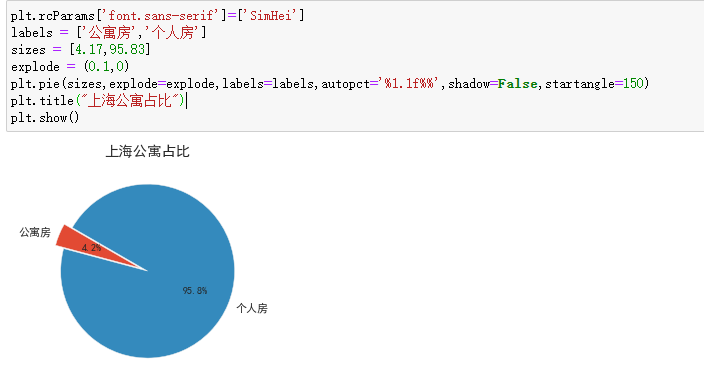 plt.rcParams['font.sans-serif']=['SimHei']
labels = ['公寓房','个人房']
sizes = [4.17,95.83]
explode = (0.1,0)
plt.pie(sizes,explode=explode,labels=labels,autopct='%1.1f%%',shadow=False,startangle=150)
plt.title("上海公寓占比")
plt.show()
上海公寓占比
公寓房
4.2%
95.8%
个人房